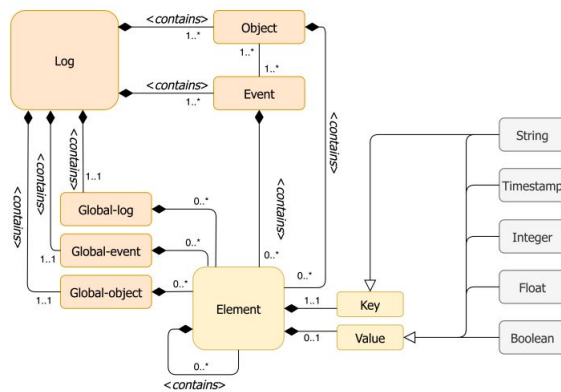 <contains>
Object
1..*
<contains>
Log
1..*
1..*
<contains>
Event
1..*
<contains>
<contains>
<contains>
<contains>
String
1..1
Timestamp
Global-log
0..*
<contains>
Global-event
0..*
Integer
1..1
0..*
0..*
Global-object
0..*
1..1
Float
Element
1..1
Key
Value
0..1
Boolean
0..*
<contains>